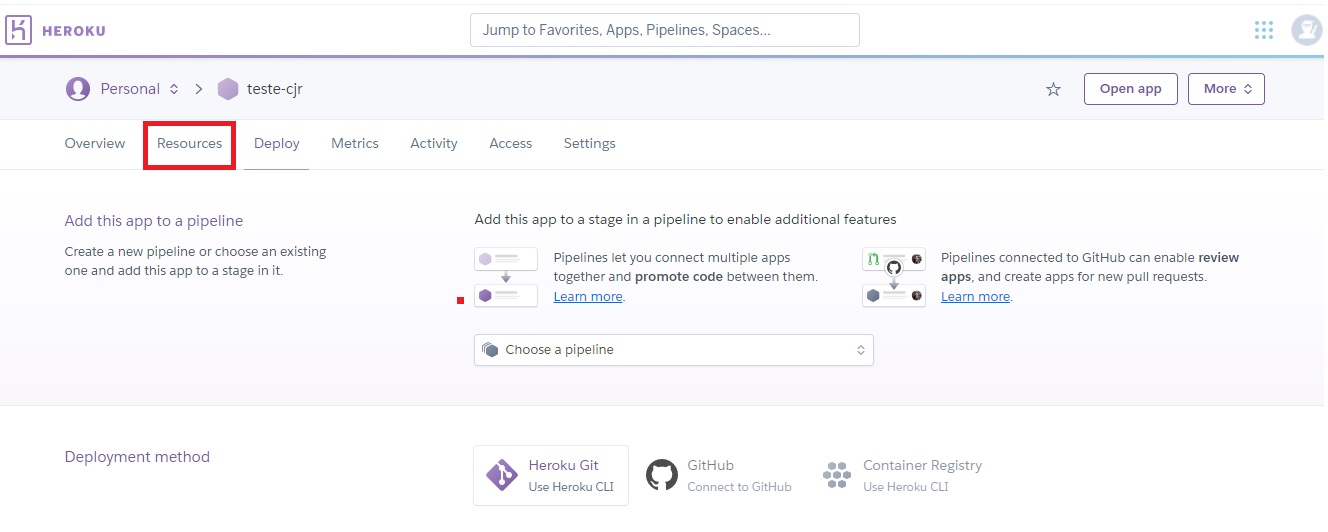 HEROKU
Jump to Favorites, Apps, Pipelines, Spaces...
Personal
teste-cjr
Open app
More
Overview
Resources
Deploy
Metrics
Activity
Access
Settings
Add this app to a pipeline
Create a new pipeline or choose an existing
one and add this app to a stage in it.
Add this app to a stage in a pipeline to enable additional features
Pipelines let you connect multiple apps
together and promote code between them.
Learn more.
Pipelines connected to GitHub can enable review
apps, and create apps for new pull requests.
Learn more.
Choose a pipeline
Deployment method
Heroku Git
Use Heroku CLI
GitHub
Connect to GitHub
Container Registry
Use Heroku CLI